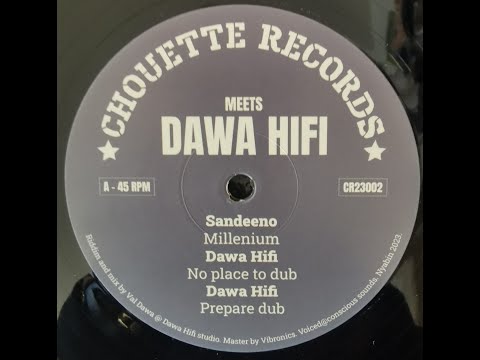 CHOUETTE RECORDS
MEETS
DAWA HIFI
A - 45 RPM
CR23002
Sandeeno
Millenium
Dawa Hifi
No place to dub
Dawa Hifi
Prepare dub
Riddim and mix by Val Dawa @ Dawa Hifi studio. Master by Vibronics. Voiced@conscious sounds. Nyahin 2023.